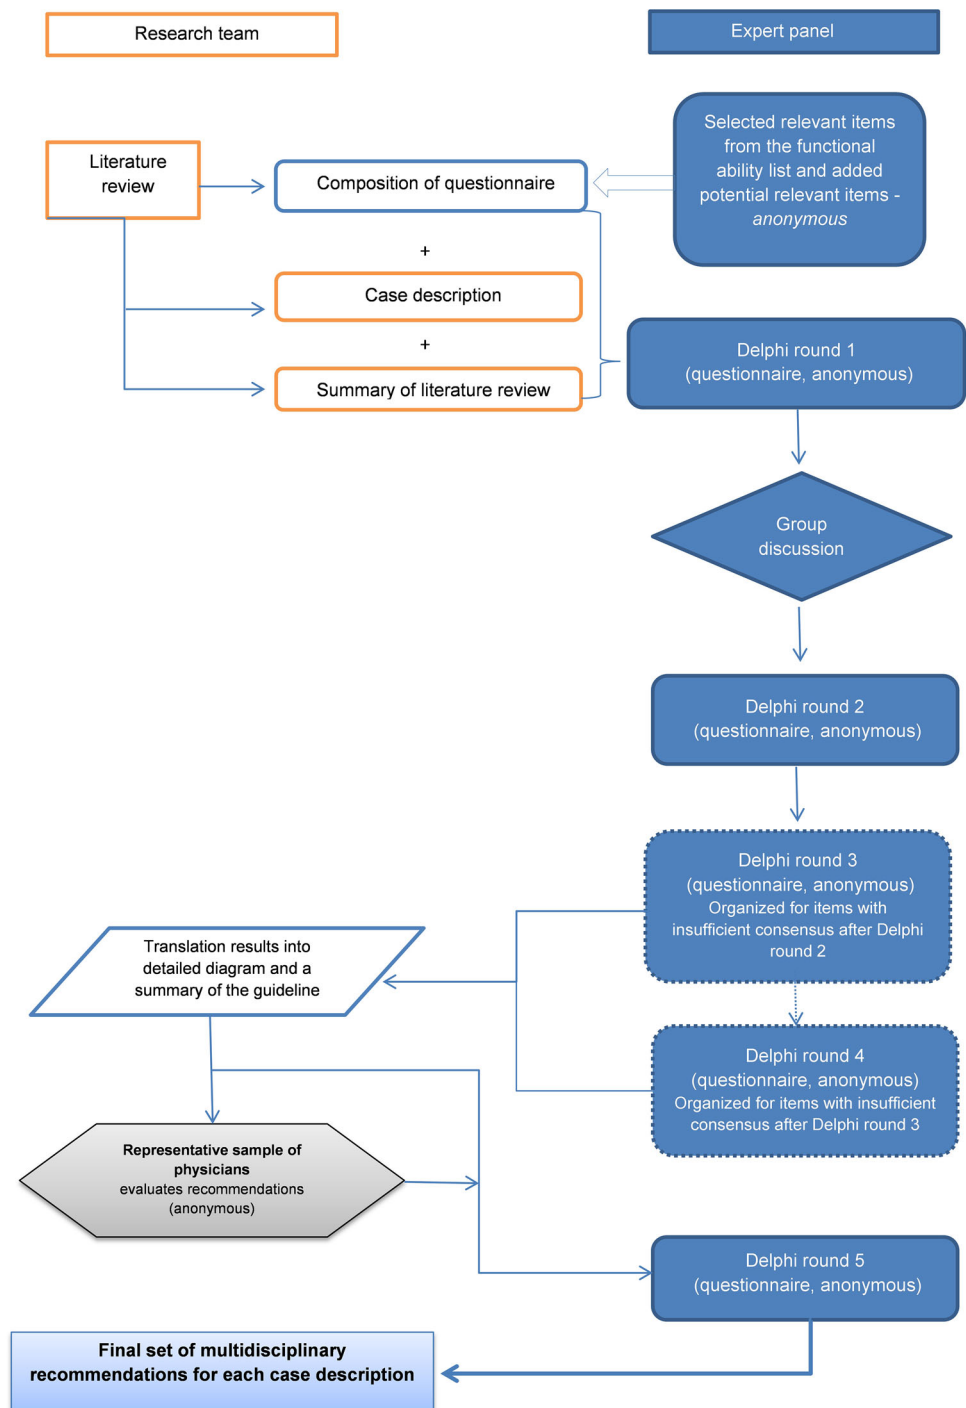 Research team
Expert panel
Selected relevant items
from the functional
ability list and added
potential relevant items -
anonymous
Literature
review
Composition of questionnaire
+
Case description
+
Summary of literature review
Delphi round 1
(questionnaire, anonymous)
Group
discussion
Delphi round 2
(questionnaire, anonymous)
Delphi round 3
(questionnaire, anonymous)
Organized for items with
insufficient consensus after Delphi
round 2
Translation results into
detailed diagram and a
summary of the guideline
Delphi round 4
(questionnaire, anonymous)
Organized for items with insufficient
consensus after Delphi round 3
Representative sample of
physicians
evaluates recommendations
(anonymous)
Delphi round 5
(questionnaire, anonymous)
Final set of multidisciplinary
recommendations for each case description